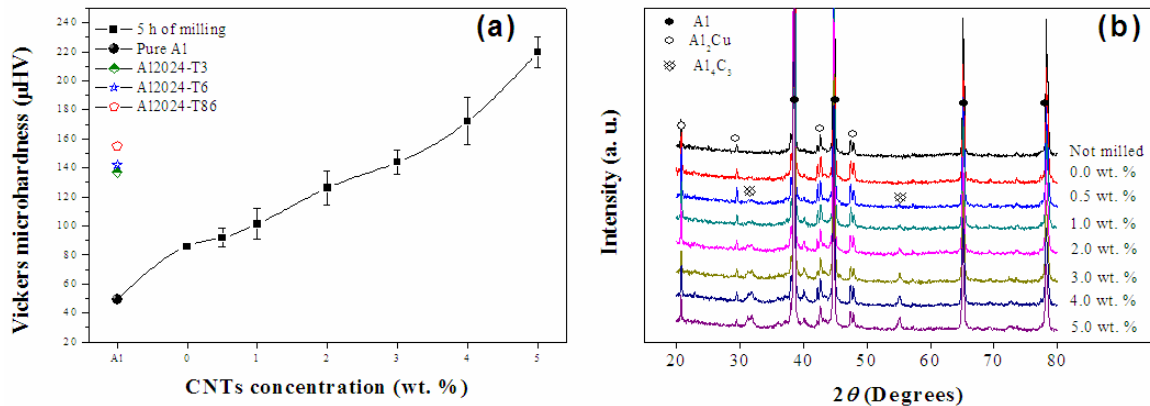 (a)
5 h of milling
Pure Al
Al2024-T3
Al2024-T6
Al2024-T86
240
220
200
180
160
140
120
100
80
60
40
20
Al
0
1
2
3
4
5
Vickers microhardness (μHV)
CNTs concentration (wt. %)
(b)
Al
Al₂Cu
Al₄C₃
Not milled
0.0 wt. %
0.5 wt. %
1.0 wt. %
2.0 wt. %
3.0 wt. %
4.0 wt. %
5.0 wt. %
Intensity (a. u.)
20
30
40
50
60
70
80
2θ (Degrees)